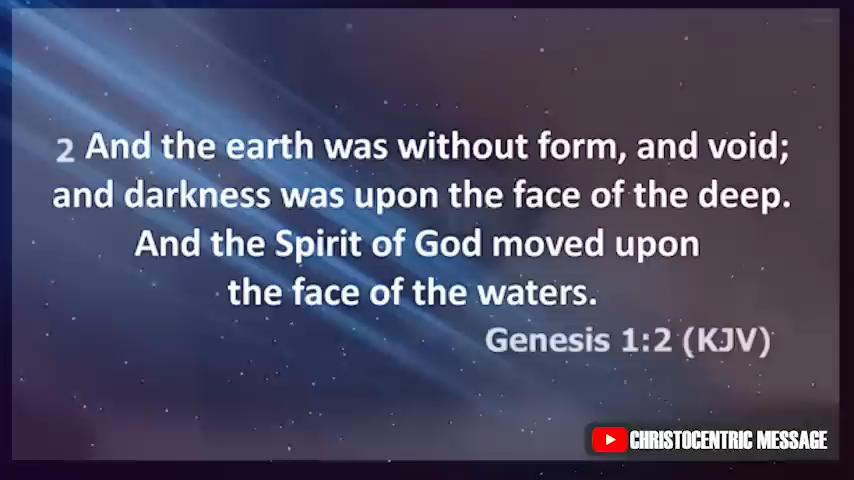 2 And the earth was without form, and void;
and darkness was upon the face of the deep.
And the Spirit of God moved upon
the face of the waters.
Genesis 1:2 (KJV)
CHRISTOCENTRIC MESSAGE